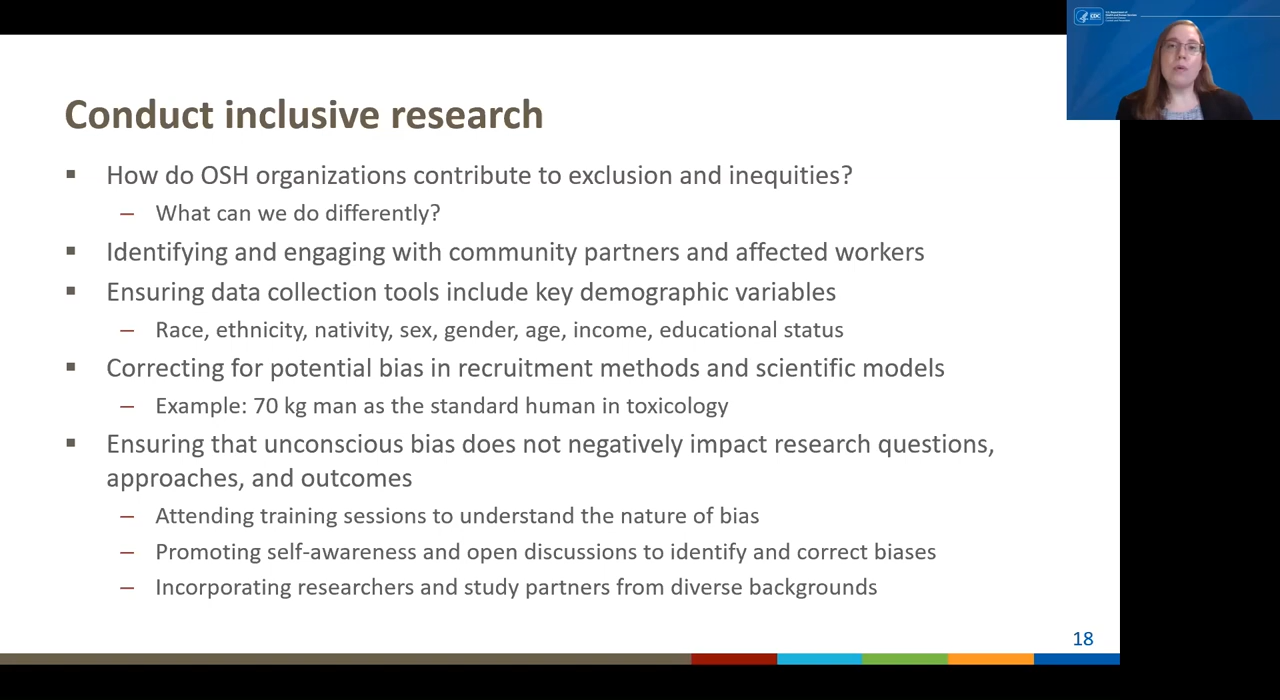 CDC
Conduct inclusive research
▪ How do OSH organizations contribute to exclusion and inequities?
– What can we do differently?
▪ Identifying and engaging with community partners and affected workers
▪ Ensuring data collection tools include key demographic variables
– Race, ethnicity, nativity, sex, gender, age, income, educational status
▪ Correcting for potential bias in recruitment methods and scientific models
– Example: 70 kg man as the standard human in toxicology
▪ Ensuring that unconscious bias does not negatively impact research questions,
approaches, and outcomes
– Attending training sessions to understand the nature of bias
– Promoting self-awareness and open discussions to identify and correct biases
– Incorporating researchers and study partners from diverse backgrounds
18